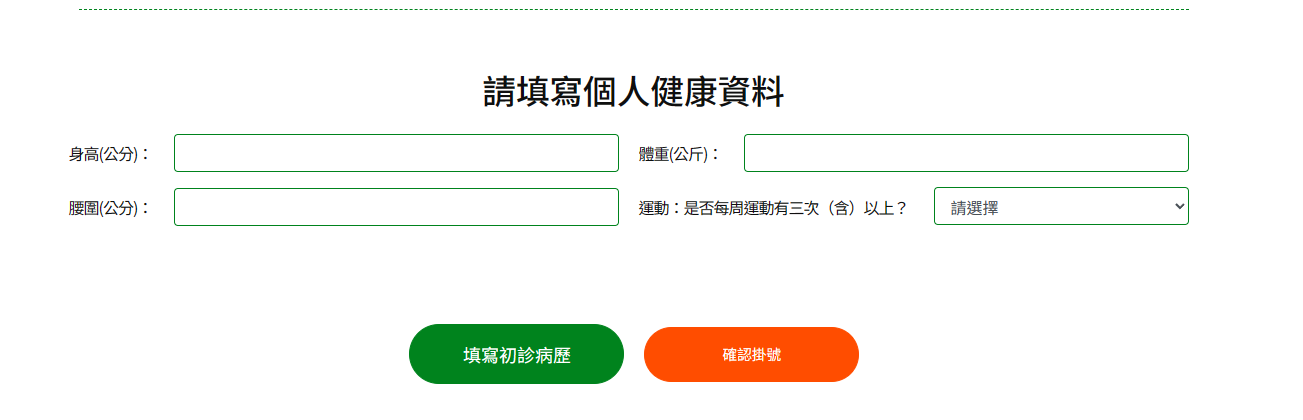 請填寫個人健康資料
身高(公分)：
體重(公斤)：
腰圍(公分)：
運動：是否每周運動有三次（含）以上？ 請選擇
填寫初診病歷
確認掛號